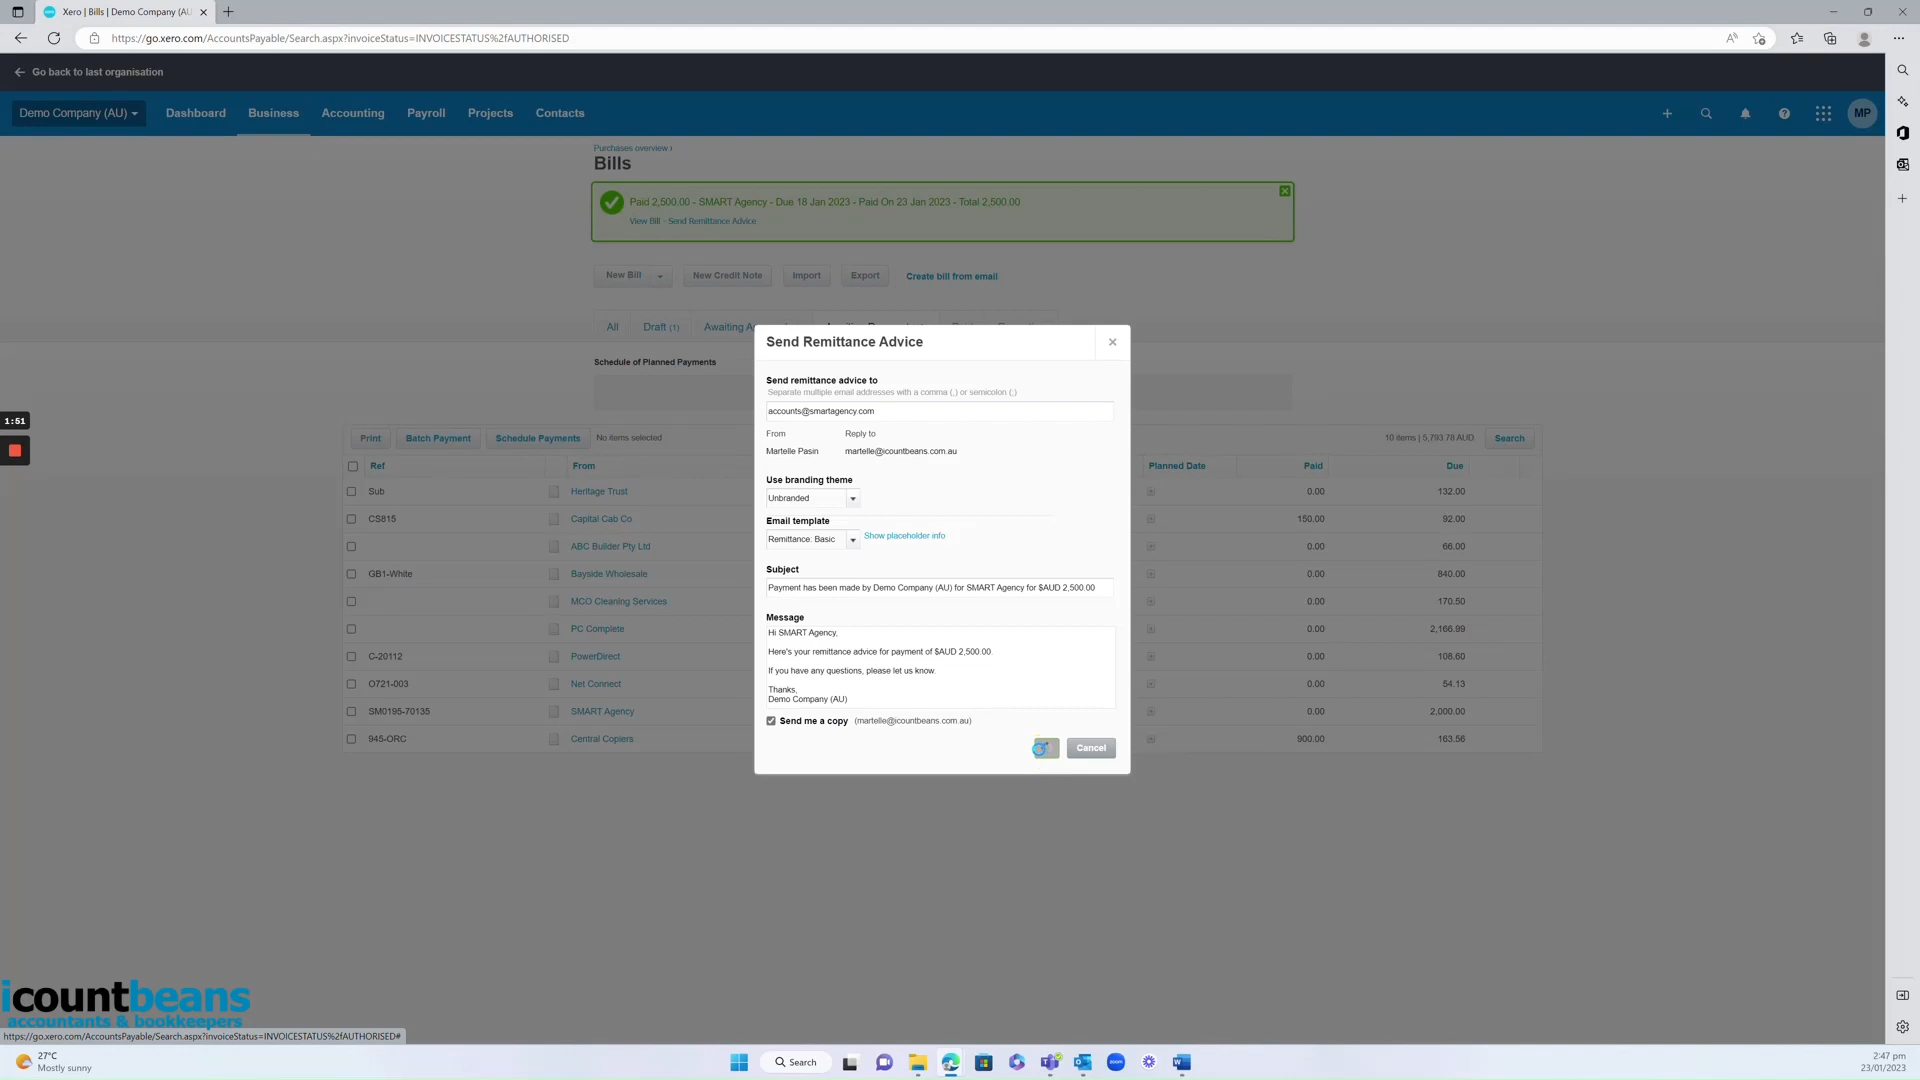 Xero | Bills | Demo Company (AU
https://go.xero.com/AccountsPayable/Search.aspx?invoiceStatus=INVOICESTATUS%2fAUTHORISED
Go back to last organisation
Demo Company (AU) Dashboard Business Accounting Payroll Projects Contacts MP
Purchases overview ›
Bills
Paid 2,500.00 - SMART Agency - Due 18 Jan 2023 - Paid On 23 Jan 2023 - Total 2,500.00
View Bill - Send Remittance Advice
New Bill New Credit Note Import Export Create bill from email
All Draft (1) Awaiting
Schedule of Planned Payments
1:51
Print Batch Payment Schedule Payments No items selected 10 items | 5,793.78 AUD Search
Ref From Planned Date Paid Due
Sub Heritage Trust 0.00 132.00
CS815 Capital Cab Co 150.00 92.00
ABC Builder Pty Ltd 0.00 66.00
GB1-White Bayside Wholesale 0.00 840.00
MCO Cleaning Services 0.00 170.50
PC Complete 0.00 2,166.99
C-20112 PowerDirect 0.00 108.60
O721-003 Net Connect 0.00 54.13
SM0195-70135 SMART Agency 0.00 2,000.00
945-ORC Central Copiers 900.00 163.56
Send Remittance Advice
Send remittance advice to
Separate multiple email addresses with a comma (,) or semicolon (;)
accounts@smartagency.com
From Reply to
Martelle Pasin martelle@icountbeans.com.au
Use branding theme
Unbranded
Email template
Remittance: Basic Show placeholder info
Subject
Payment has been made by Demo Company (AU) for SMART Agency for $AUD 2,500.00
Message
Hi SMART Agency,
Here's your remittance advice for payment of $AUD 2,500.00.
If you have any questions, please let us know.
Thanks,
Demo Company (AU)
Send me a copy (martelle@icountbeans.com.au)
Cancel
icountbeans
accountants & bookkeepers
https://go.xero.com/AccountsPayable/Search.aspx?invoiceStatus=INVOICESTATUS%2fAUTHORISED#
27°C
Mostly sunny
Search
zoom
2:47 pm
23/01/2023